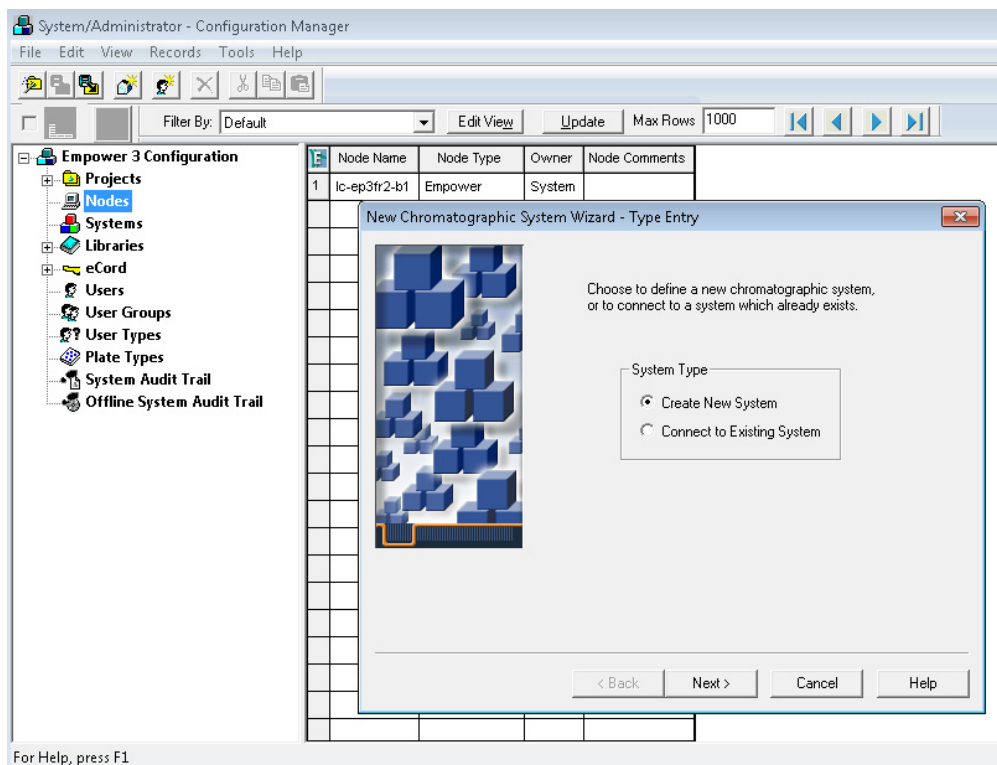 System/Administrator - Configuration Manager
File Edit View Records Tools Help
Filter By: Default Edit View Update Max Rows 1000
Empower 3 Configuration
Projects
Nodes
Systems
Libraries
eCord
Users
User Groups
User Types
Plate Types
System Audit Trail
Offline System Audit Trail
Node Name Node Type Owner Node Comments
1 lc-ep3fr2-b1 Empower System
New Chromatographic System Wizard - Type Entry
Choose to define a new chromatographic system,
or to connect to a system which already exists.
System Type
Create New System
Connect to Existing System
< Back Next > Cancel Help
For Help, press F1